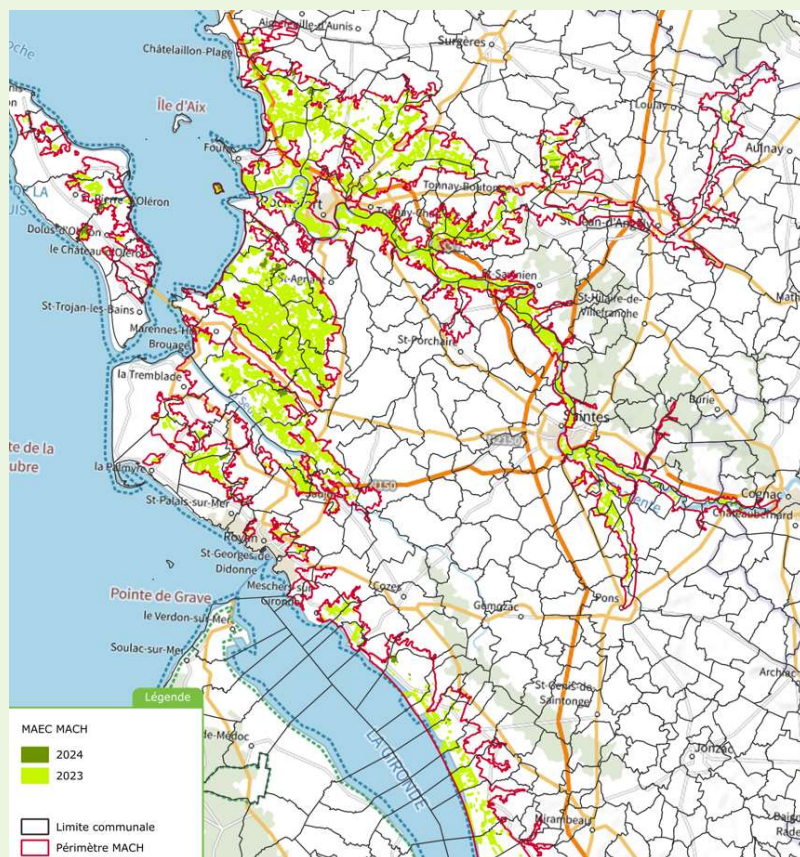 Aigrefeuille-d'Aunis
Surgères
Châtelaillon-Plage
Île d'Aix
Loulay
Aulnay
Fouras
Tonnay-Boutonne
Rochefort
St-Pierre-d'Oléron
St-Jean-d'Angély
Dolus-d'Oléron
le Château-d'Oléron
St-Agnant
St-Savinien
St-Hilaire-de-
Villefranche
St-Trojan-les-Bains
Marennes-H
Brouage
St-Porchaire
la Tremblade
Burie
Saintes
la Palmyre
Cognac
Châteaubernard
St-Palais-sur-Mer
Royan
St-Georges-de-
Didonne
Pointe de Grave
Meschers-sur-
Gironde
Cozes
Gémozac
Pons
le Verdon-sur-Mer
Soulac-sur-Mer
Archiac
St-Genis-de-
Saintonge
de-Médoc
Jonzac
LA GIRONDE
Mirambeau
Légende
MAEC MACH
2024
2023
Limite communale
Périmètre MACH